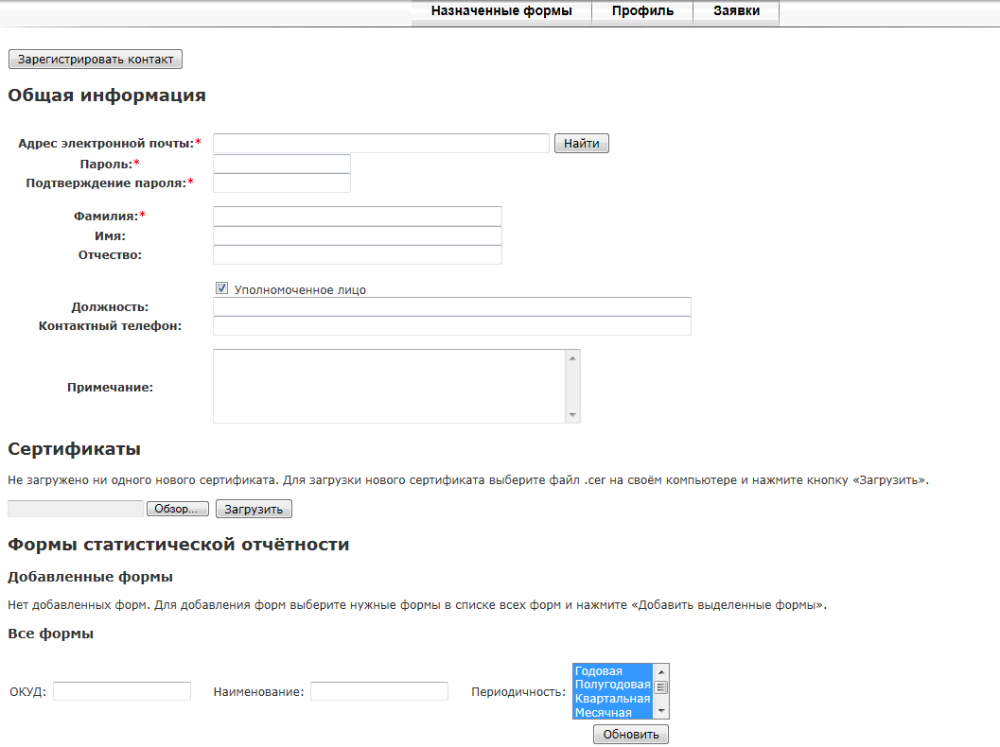 Назначенные формы Профиль Заявки
Зарегистрировать контакт
Общая информация
Адрес электронной почты:* Найти
Пароль:*
Подтверждение пароля:*
Фамилия:*
Имя:
Отчество:
Уполномоченное лицо
Должность:
Контактный телефон:
Примечание:
Сертификаты
Не загружено ни одного нового сертификата. Для загрузки нового сертификата выберите файл .cer на своём компьютере и нажмите кнопку «Загрузить».
Обзор... Загрузить
Формы статистической отчётности
Добавленные формы
Нет добавленных форм. Для добавления форм выберите нужные формы в списке всех форм и нажмите «Добавить выделенные формы».
Все формы
ОКУД: Наименование: Периодичность:
Годовая
Полугодовая
Квартальная
Месячная
Обновить